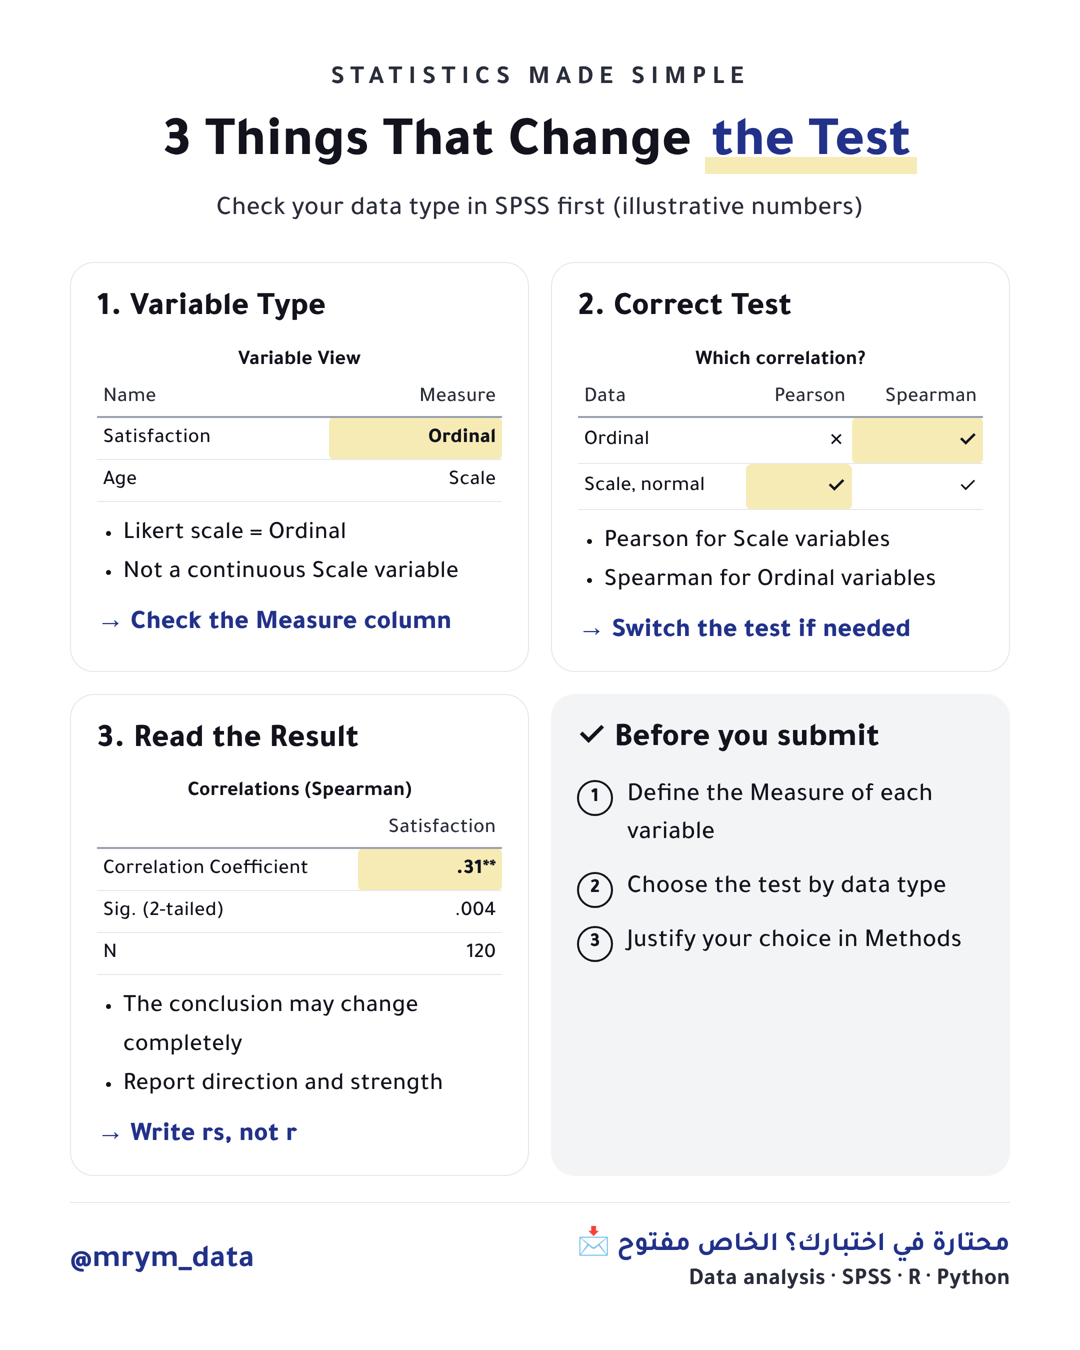 STATISTICS MADE SIMPLE
3 Things That Change the Test
Check your data type in SPSS first (illustrative numbers)
1. Variable Type
Variable View
Name Measure
Satisfaction Ordinal
Age Scale
• Likert scale = Ordinal
• Not a continuous Scale variable
→ Check the Measure column
2. Correct Test
Which correlation?
Data Pearson Spearman
Ordinal × ✓
Scale, normal ✓ ✓
• Pearson for Scale variables
• Spearman for Ordinal variables
→ Switch the test if needed
3. Read the Result
Correlations (Spearman)
Satisfaction
Correlation Coefficient .31**
Sig. (2-tailed) .004
N 120
• The conclusion may change
completely
• Report direction and strength
→ Write rs, not r
✓ Before you submit
1 Define the Measure of each
variable
2 Choose the test by data type
3 Justify your choice in Methods
@mrym_data
محتارة في اختبارك؟ الخاص مفتوح 📩
Data analysis · SPSS · R · Python